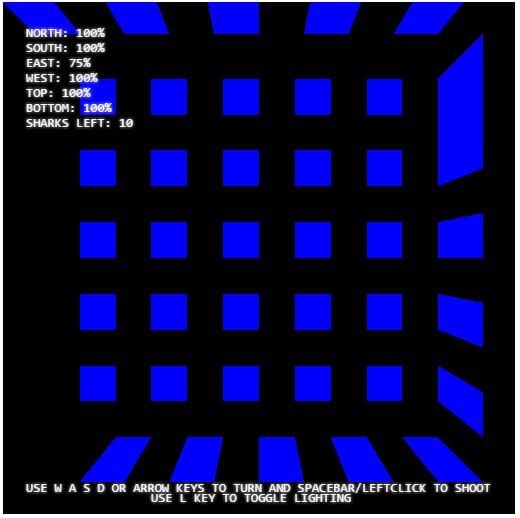 NORTH: 100%
SOUTH: 100%
EAST: 75%
WEST: 100%
TOP: 100%
BOTTOM: 100%
SHARKS LEFT: 10
USE W A S D OR ARROW KEYS TO TURN AND SPACEBAR/LEFTCLICK TO SHOOT
USE L KEY TO TOGGLE LIGHTING